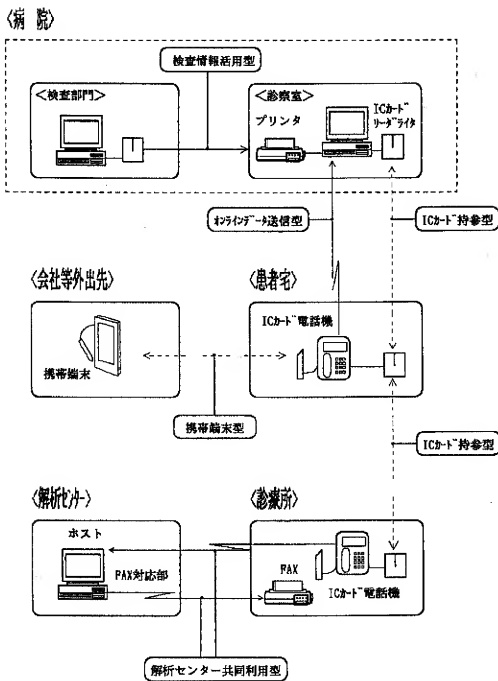 〈病 院〉
検査情報活用型
＜検査部門＞
＜診察室＞
プリンタ
ICｶｰﾄﾞ
ﾘｰﾀﾞﾗｲﾀ
ｵﾝﾗｲﾝﾃﾞｰﾀ送信型
ICｶｰﾄﾞ持参型
〈会社等外出先〉
〈患者宅〉
ICｶｰﾄﾞ電話機
携帯端末
携帯端末型
ICｶｰﾄﾞ持参型
〈解析ｾﾝﾀｰ〉
〈診療所〉
ホスト
FAX対応部
FAX
ICｶｰﾄﾞ電話機
解析センター共同利用型